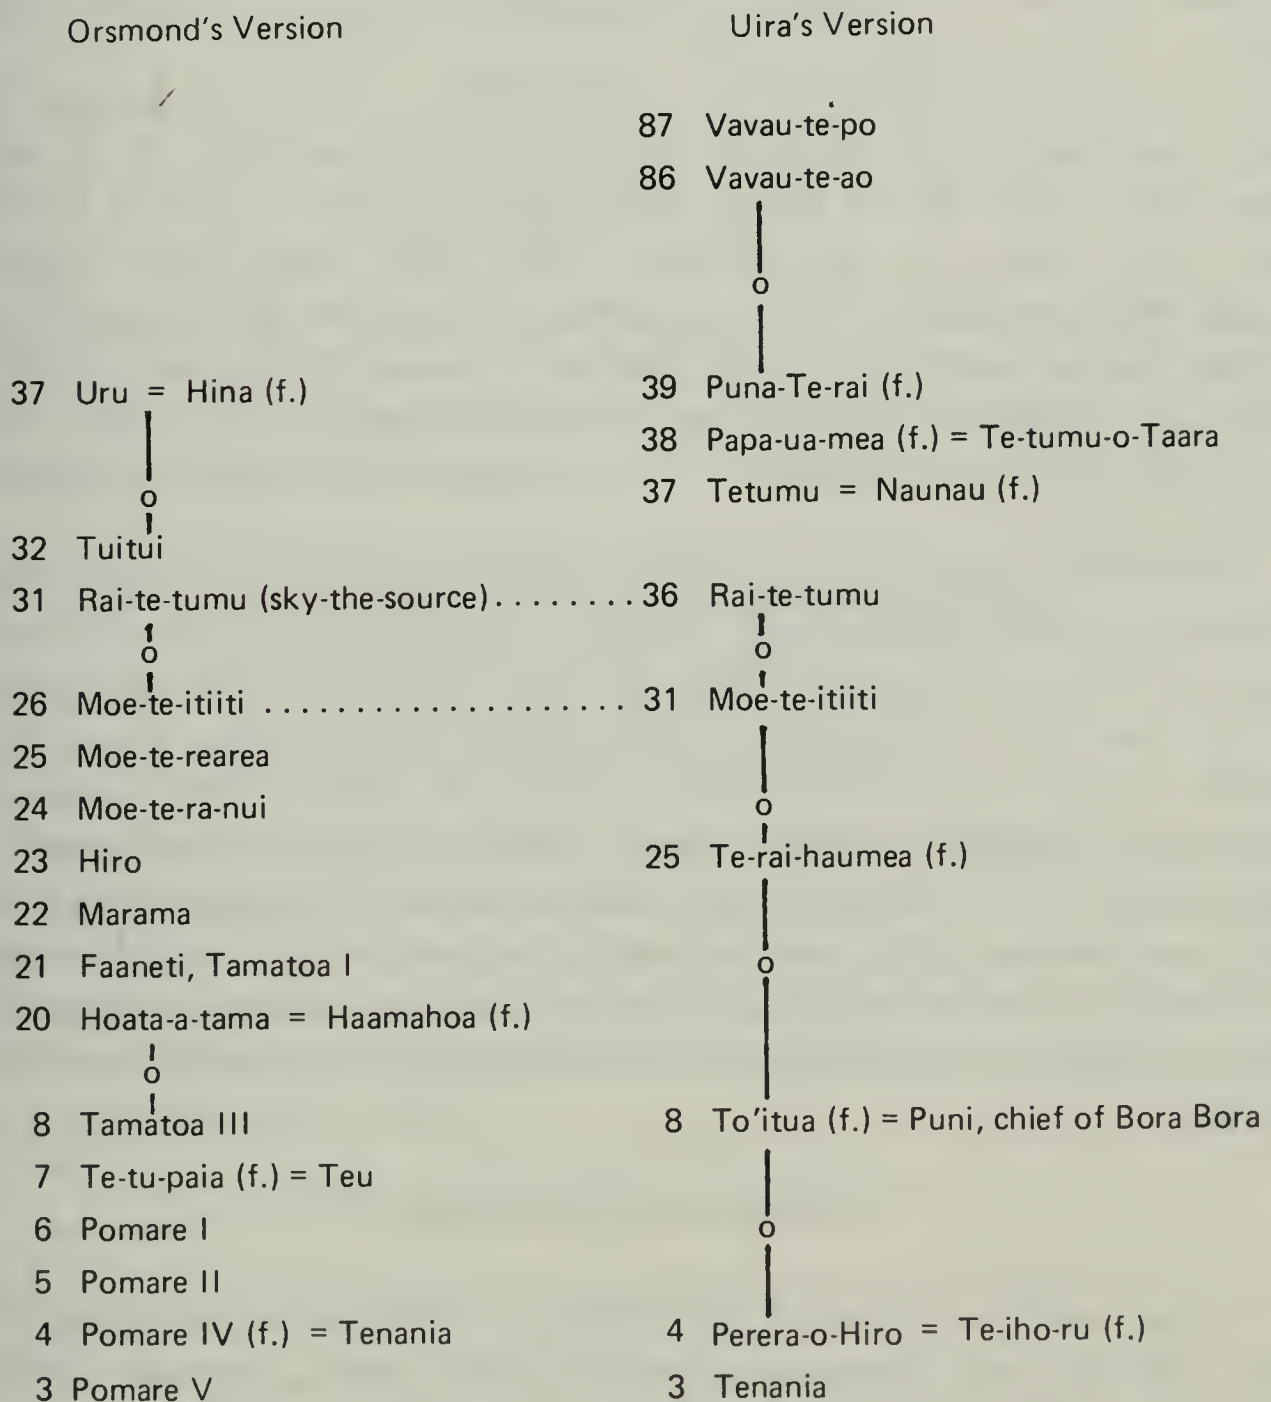 Orsmond's Version
Uira's Version
87 Vavau-te-po
86 Vavau-te-ao
o
37 Uru = Hina (f.)
39 Puna-Te-rai (f.)
38 Papa-ua-mea (f.) = Te-tumu-o-Taara
o
37 Tetumu = Naunau (f.)
32 Tuitui
31 Rai-te-tumu (sky-the-source) ........ 36 Rai-te-tumu
o o
26 Moe-te-itiiti .................... 31 Moe-te-itiiti
25 Moe-te-rearea
24 Moe-te-ra-nui
o
23 Hiro
25 Te-rai-haumea (f.)
22 Marama
21 Faaneti, Tamatoa I
o
20 Hoata-a-tama = Haamahoa (f.)
o
8 Tamatoa III
8 To'itua (f.) = Puni, chief of Bora Bora
7 Te-tu-paia (f.) = Teu
6 Pomare I
o
5 Pomare II
4 Pomare IV (f.) = Tenania
4 Perera-o-Hiro = Te-iho-ru (f.)
3 Pomare V
3 Tenania